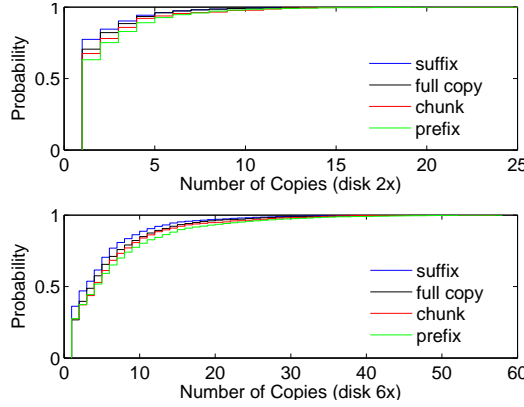 1
0.5
0
Probability
suffix
full copy
chunk
prefix
0 5 10 15 20 25
Number of Copies (disk 2x)
1
0.5
0
Probability
suffix
full copy
chunk
prefix
0 10 20 30 40 50 60
Number of Copies (disk 6x)